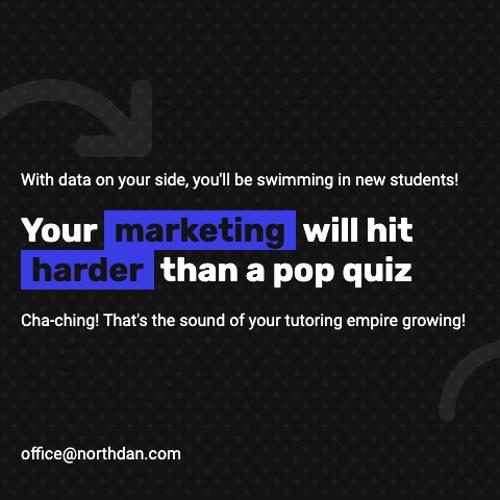 With data on your side, you'll be swimming in new students!
Your marketing will hit
harder than a pop quiz
Cha-ching! That's the sound of your tutoring empire growing!
office@northdan.com